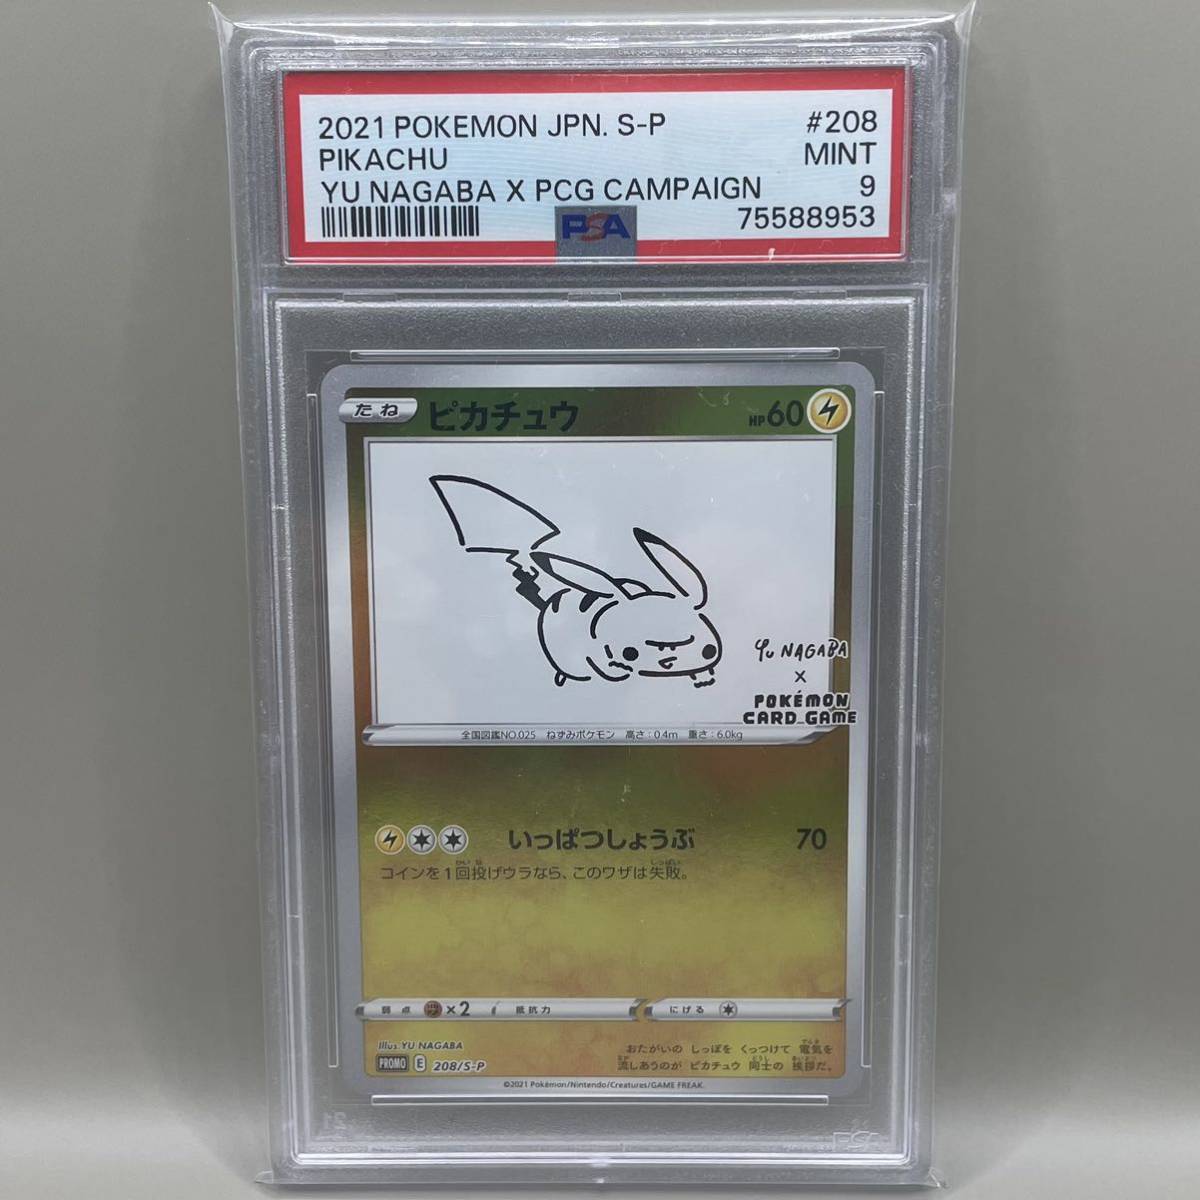 2021 POKEMON JPN. S-P #208
PIKACHU MINT
YU NAGABA X PCG CAMPAIGN 9
PSA 75588953
たね ピカチュウ HP60
YU NAGABA
X
POKÉMON
CARD GAME
全国図鑑NO.025 ねずみポケモン 高さ:0.4m 重さ:6.0kg
いっぱつしょうぶ 70
コインを1回投げウラなら、このワザは失敗。
弱点 ×2 抵抗力 にげる
Illus.YU NAGABA
PROMO E 208/S-P
おたがいの しっぽを くっつけて 電気を
流しあうのが ピカチュウ 同士の 挨拶だ。
©2021 Pokémon/Nintendo/Creatures/GAME FREAK.
PSA